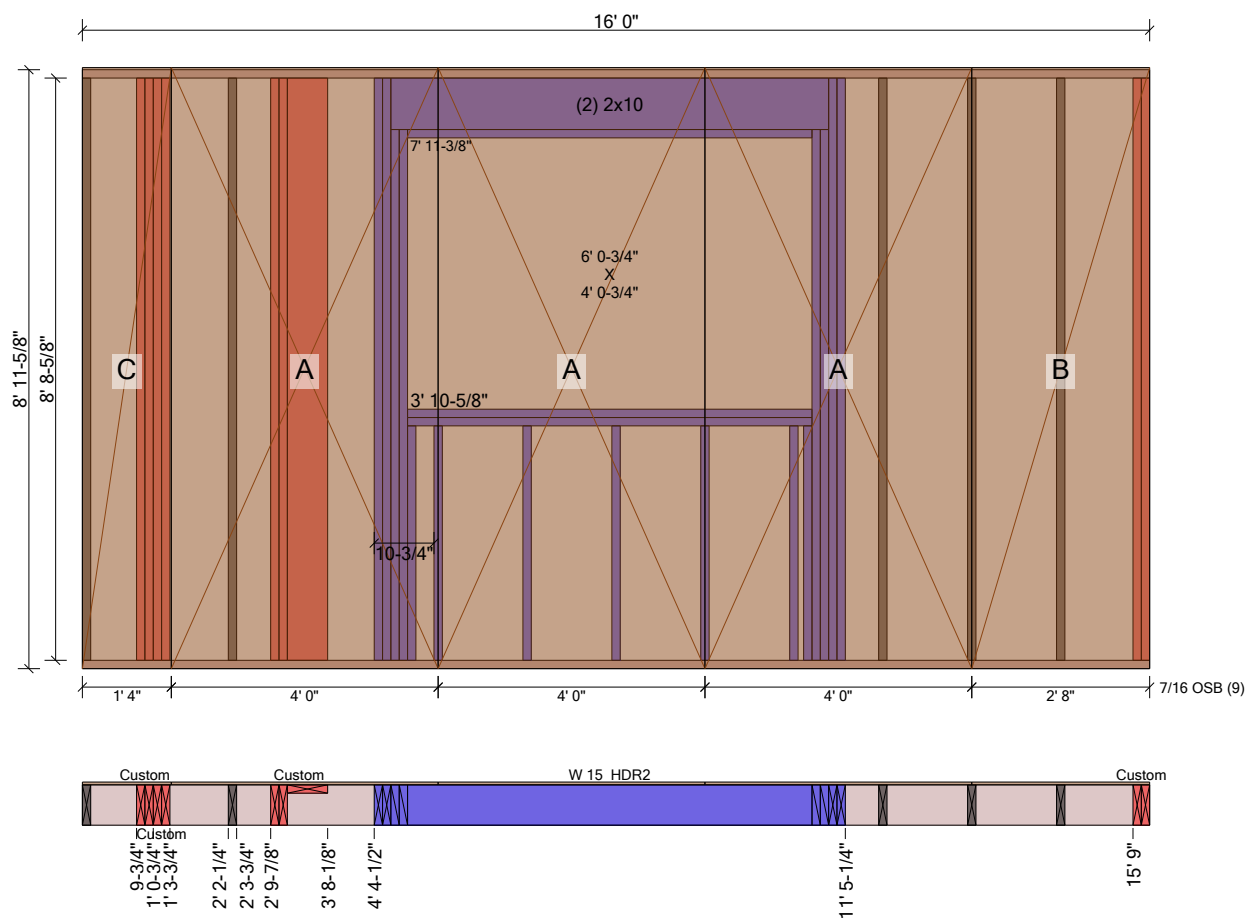 16' 0"
8' 11-5/8"
8' 8-5/8"
(2) 2x10
7' 11-3/8"
6' 0-3/4"
X
4' 0-3/4"
C
A
A
A
B
3' 10-5/8"
10-3/4"
1' 4"
4' 0"
4' 0"
4' 0"
2' 8"
7/16 OSB (9)
Custom
Custom
W 15 HDR2
Custom
Custom
9-3/4"
1' 0-3/4"
1' 3-3/4"
2' 2-1/4"
2' 3-3/4"
2' 9-7/8"
3' 8-1/8"
4' 4-1/2"
11' 5-1/4"
15' 9"